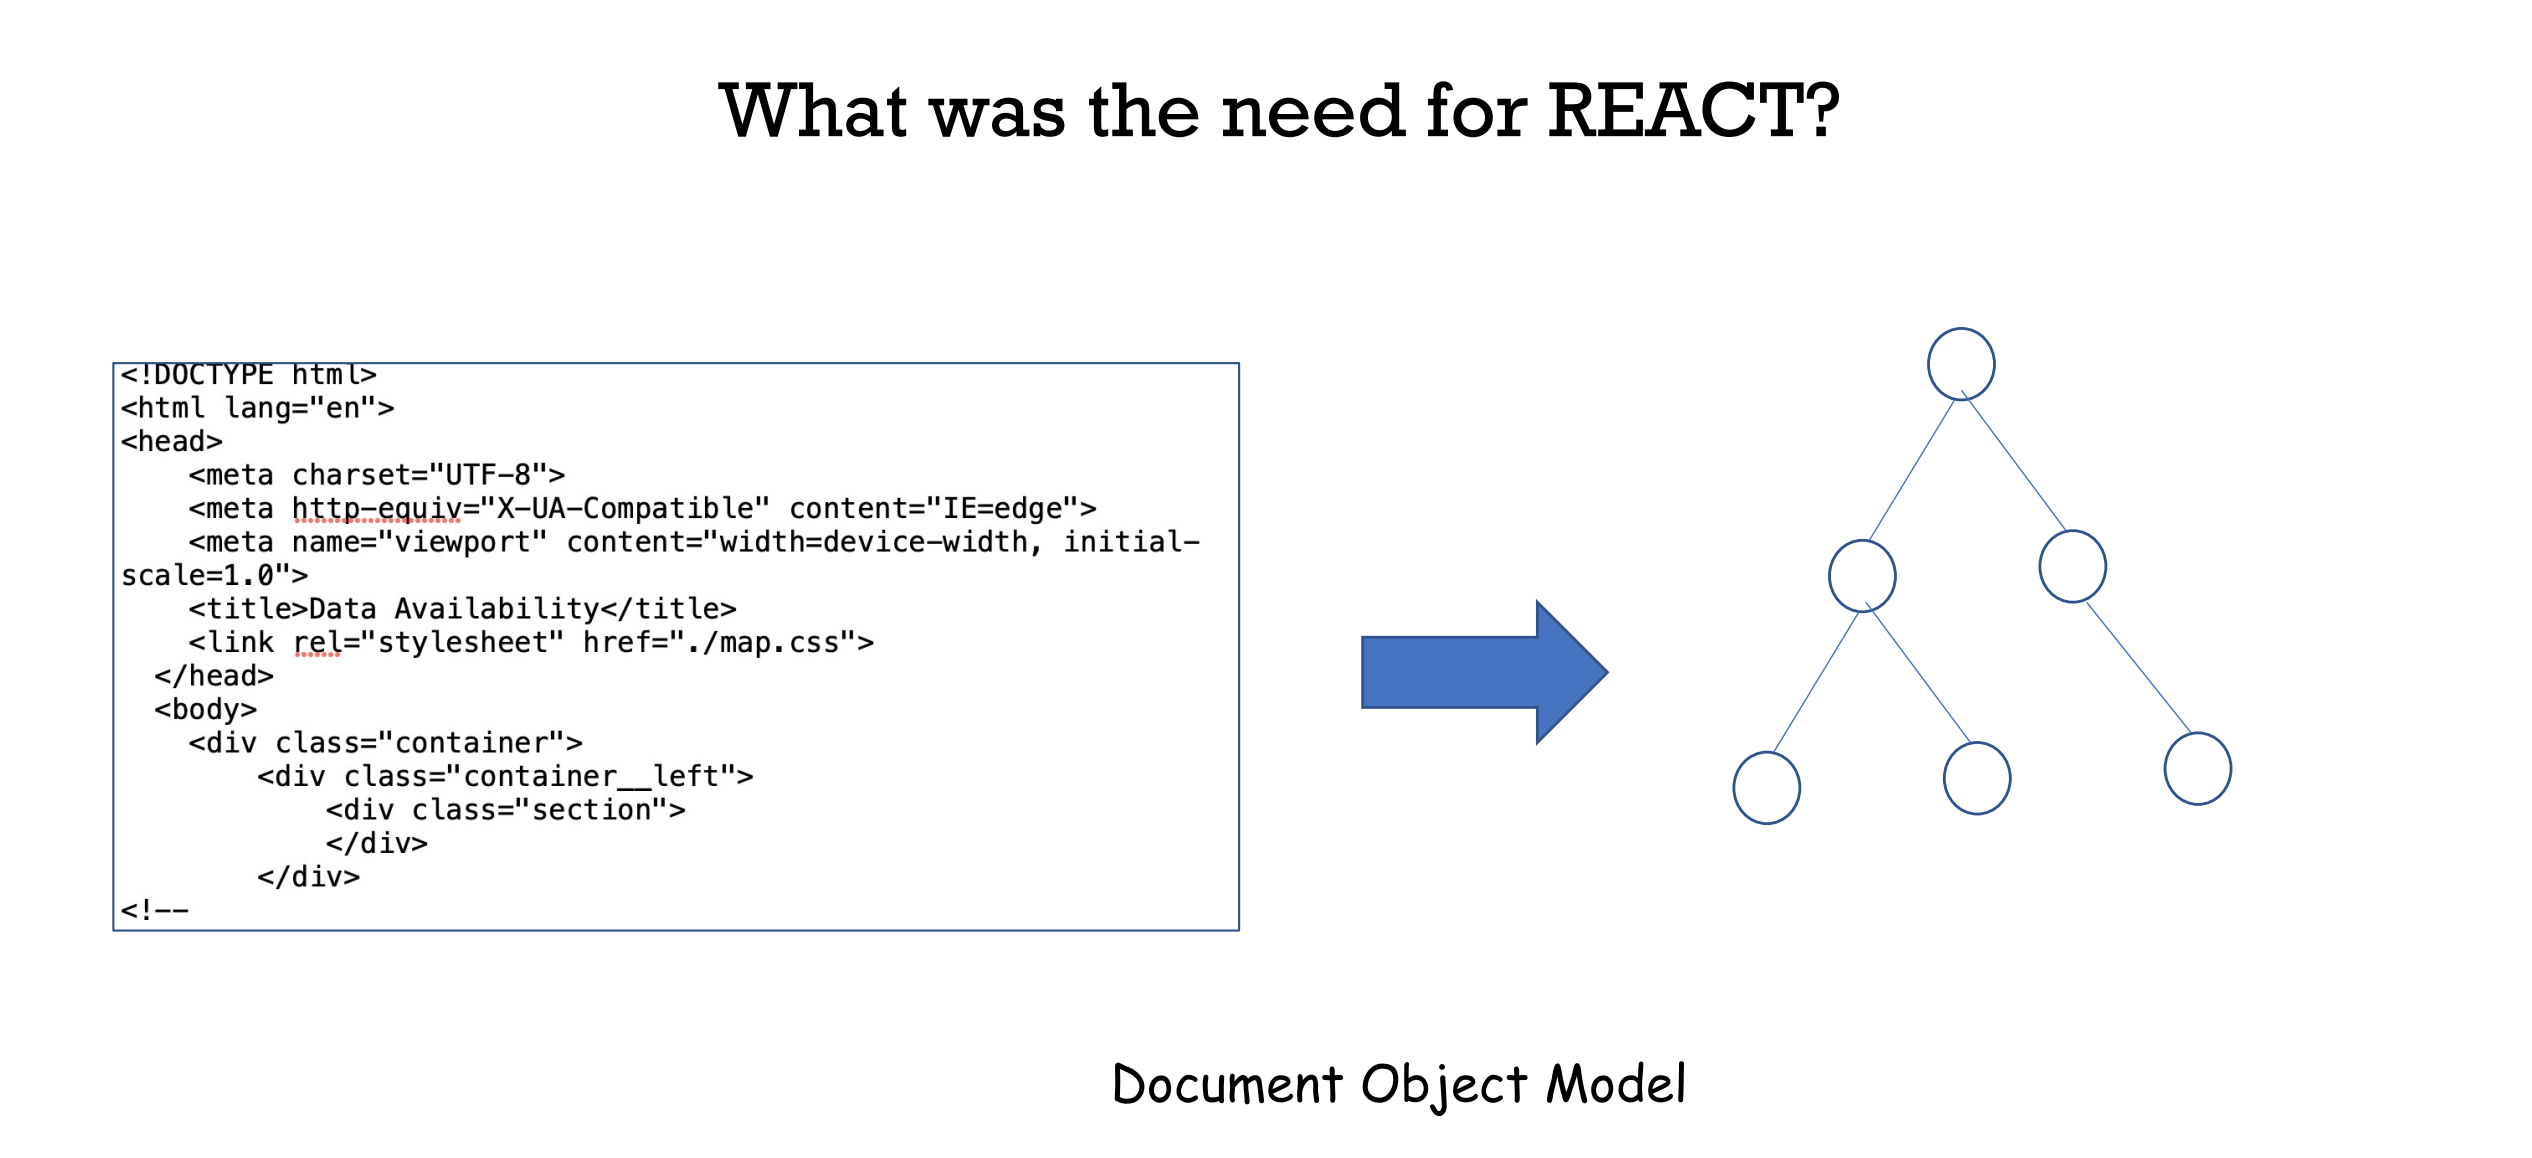 What was the need for REACT?
<!DOCTYPE html>
<html lang="en">
<head>
    <meta charset="UTF-8">
    <meta http-equiv="X-UA-Compatible" content="IE=edge">
    <meta name="viewport" content="width=device-width, initial-
scale=1.0">
    <title>Data Availability</title>
    <link rel="stylesheet" href="./map.css">
  </head>
  <body>
    <div class="container">
        <div class="container__left">
            <div class="section">
            </div>
        </div>
<!--
Document Object Model